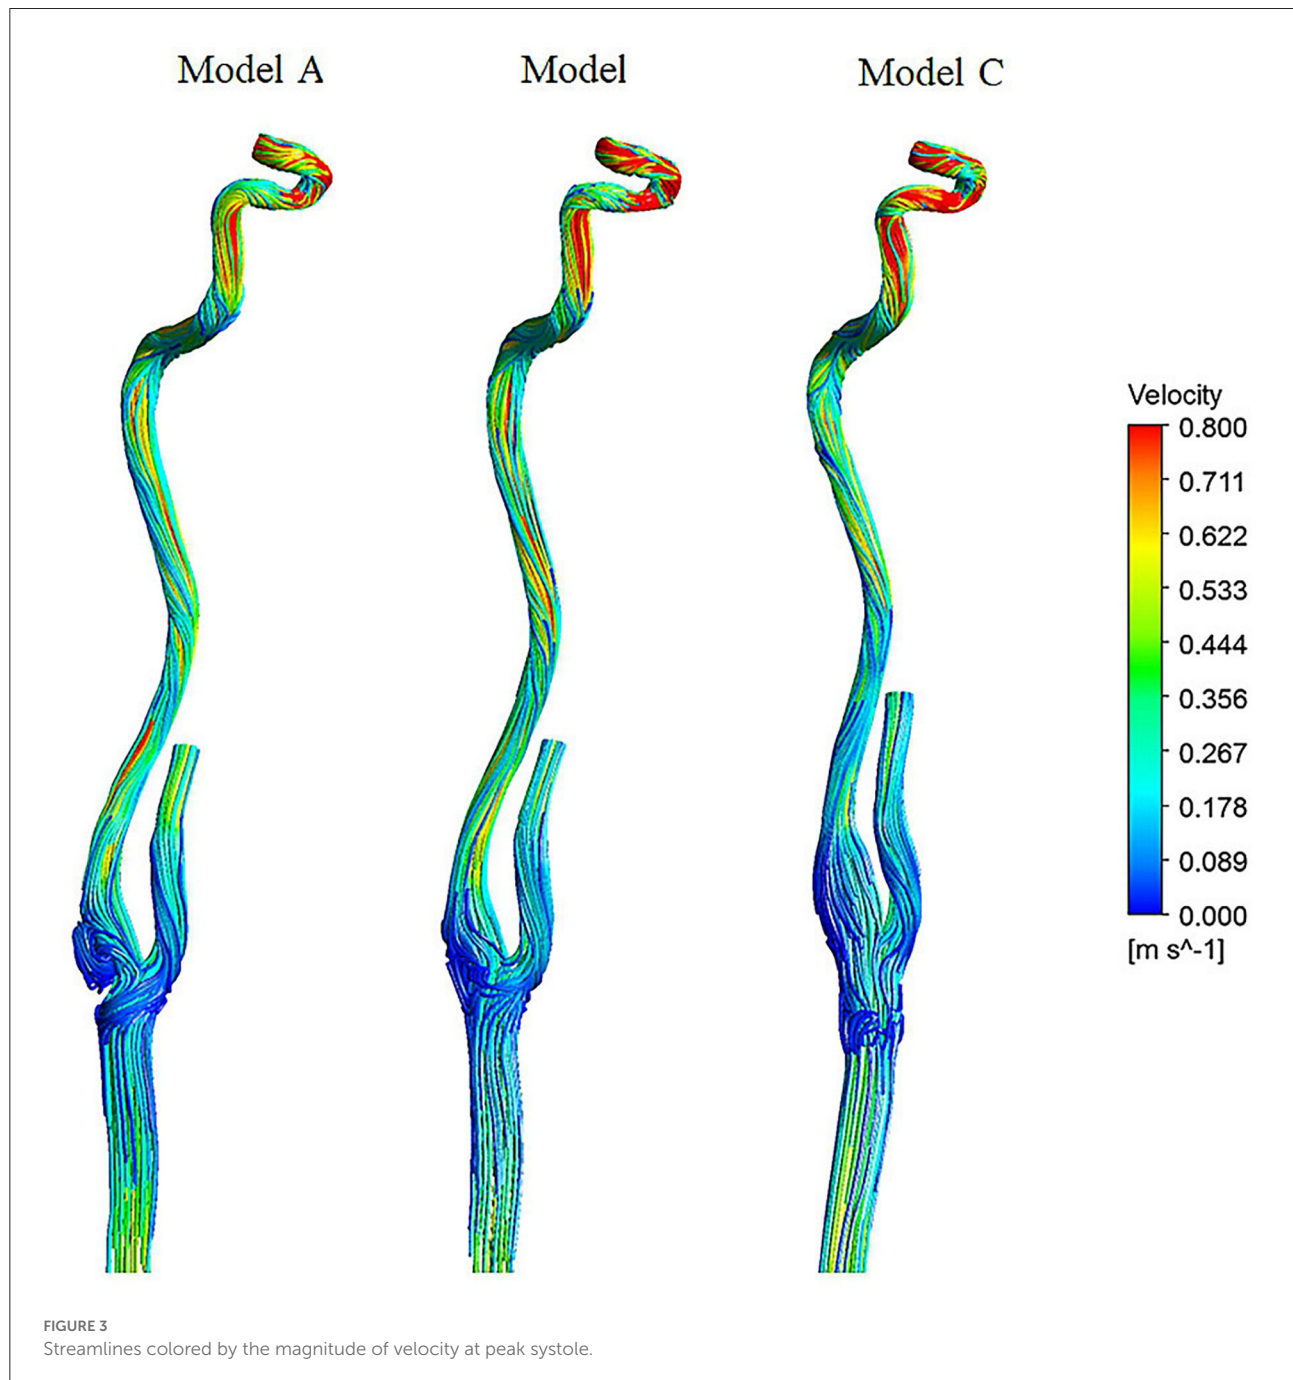 Model A
Model
Model C
Velocity
0.800
0.711
0.622
0.533
0.444
0.356
0.267
0.178
0.089
0.000
[m s^-1]
FIGURE 3
Streamlines colored by the magnitude of velocity at peak systole.